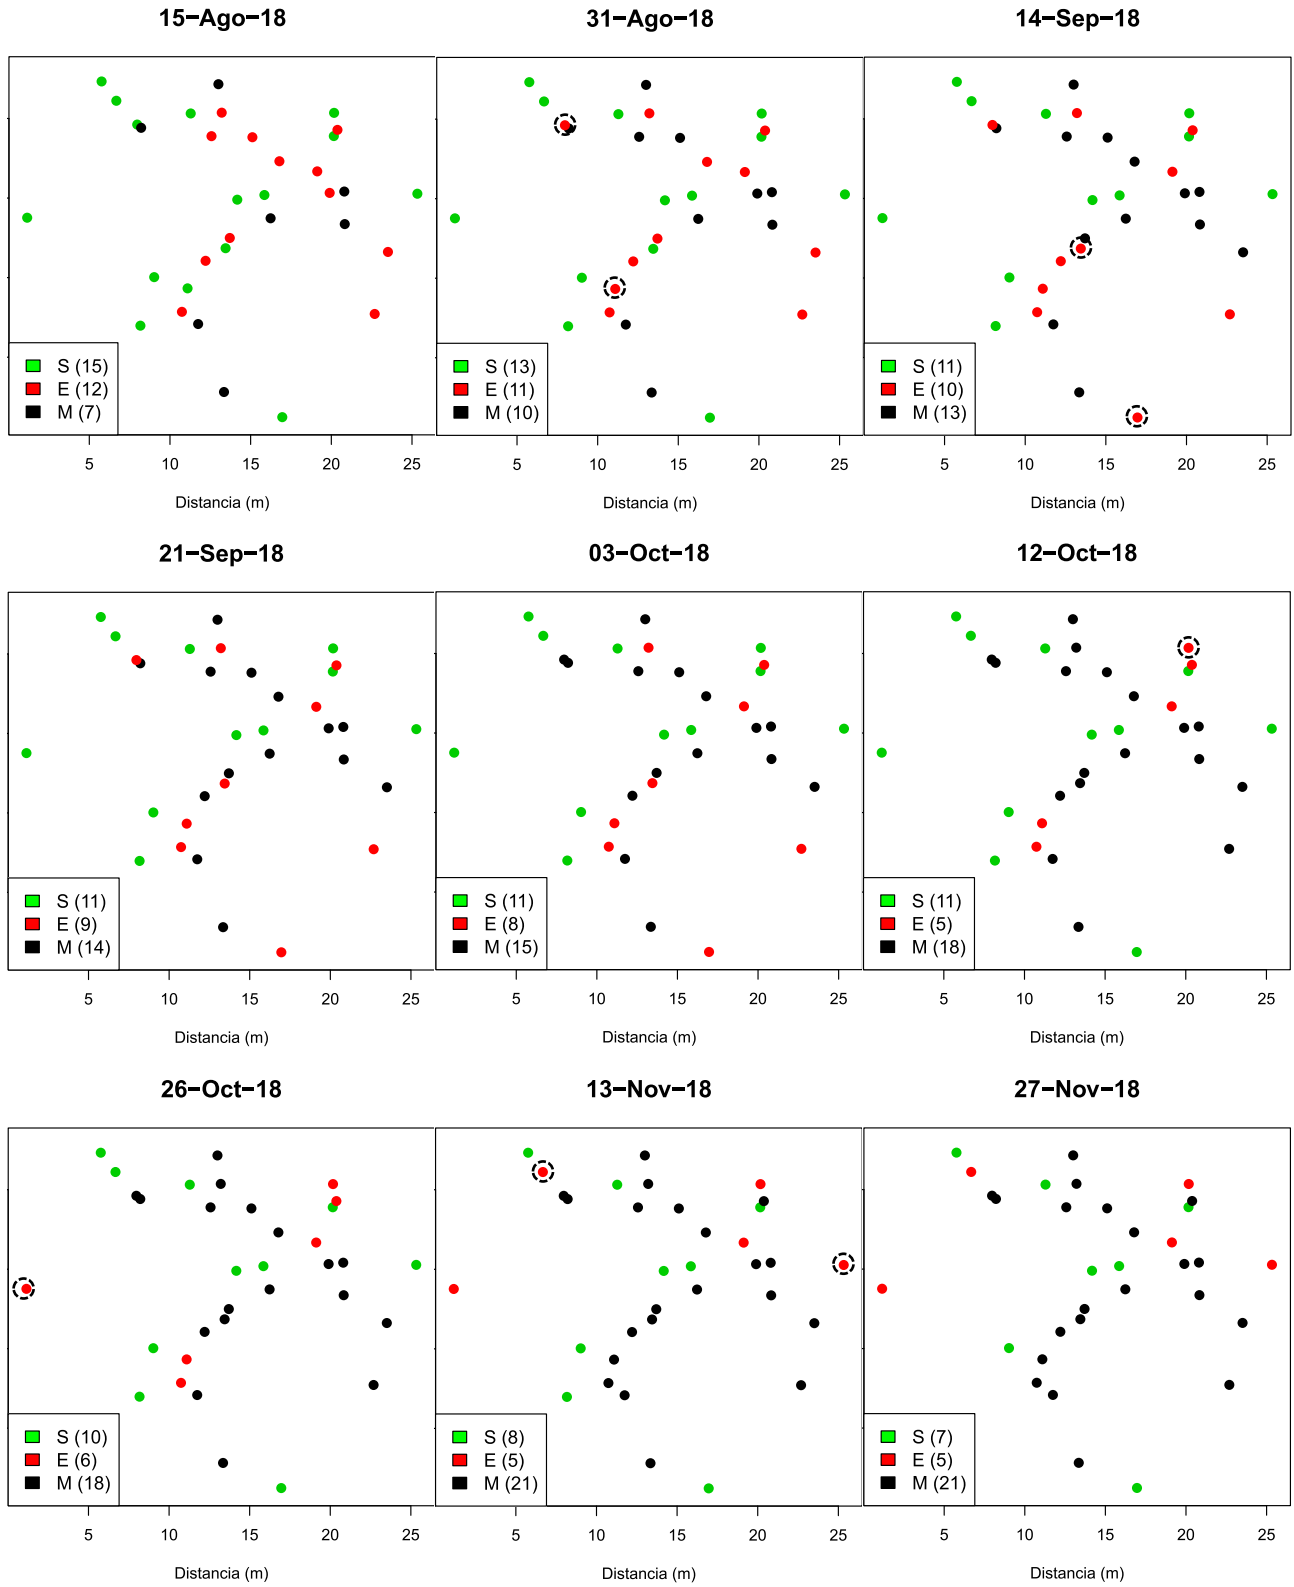 15−Ago−18
S (15)
E (12)
M (7)
5 10 15 20 25
Distancia (m)
31−Ago−18
S (13)
E (11)
M (10)
5 10 15 20 25
Distancia (m)
14−Sep−18
S (11)
E (10)
M (13)
5 10 15 20 25
Distancia (m)
21−Sep−18
S (11)
E (9)
M (14)
5 10 15 20 25
Distancia (m)
03−Oct−18
S (11)
E (8)
M (15)
5 10 15 20 25
Distancia (m)
12−Oct−18
S (11)
E (5)
M (18)
5 10 15 20 25
Distancia (m)
26−Oct−18
S (10)
E (6)
M (18)
5 10 15 20 25
Distancia (m)
13−Nov−18
S (8)
E (5)
M (21)
5 10 15 20 25
Distancia (m)
27−Nov−18
S (7)
E (5)
M (21)
5 10 15 20 25
Distancia (m)